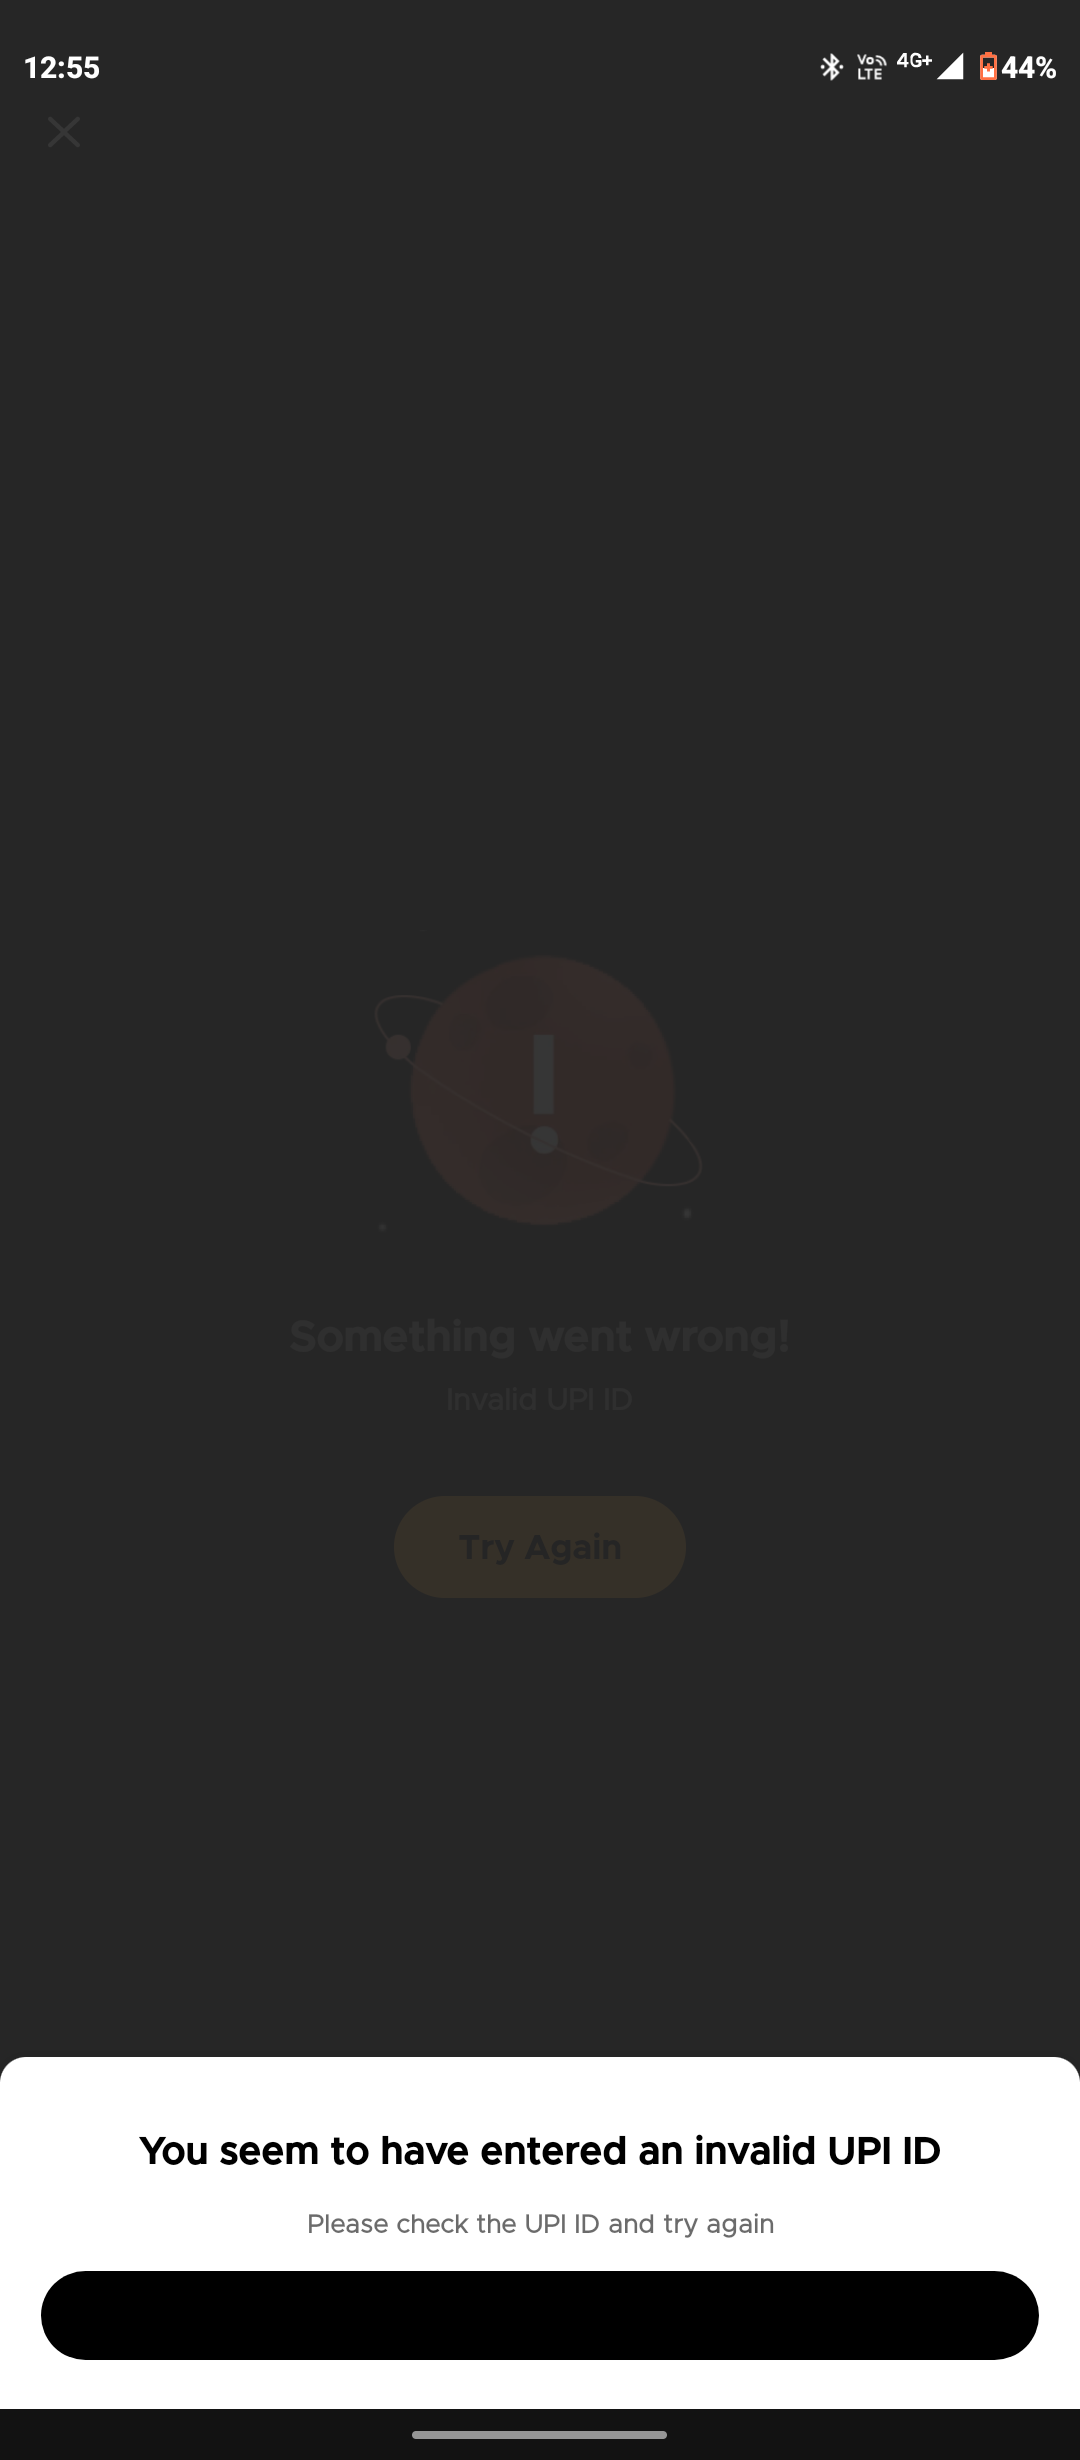 12:55
Vo LTE 4G+ 44%
Something went wrong!
Invalid UPI ID
Try Again
You seem to have entered an invalid UPI ID
Please check the UPI ID and try again